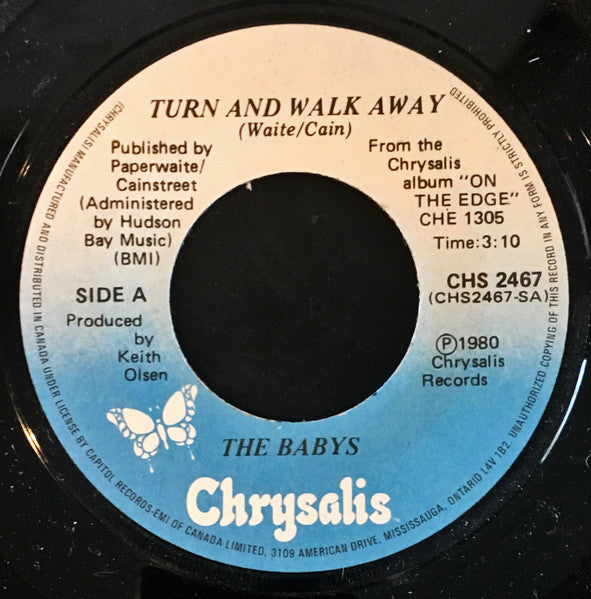 TURN AND WALK AWAY
(Waite/Cain)
Published by
Paperwaite/
Cainstreet
(Administered
by Hudson
Bay Music)
(BMI)
From the
Chrysalis
album "ON
THE EDGE"
CHE 1305
Time:3:10
SIDE A
CHS 2467
(CHS2467-SA)
Produced
by
Keith
Olsen
Ⓟ1980
Chrysalis
Records
THE BABYS
Chrysalis
(CHRYSALIS) MANUFACTURED AND DISTRIBUTED IN CANADA UNDER LICENSE BY CAPITOL RECORDS-EMI OF CANADA LIMITED, 3109 AMERICAN DRIVE, MISSISSAUGA, ONTARIO L4V 1B2. UNAUTHORIZED COPYING OF THIS RECORD IN ANY FORM IS STRICTLY PROHIBITED